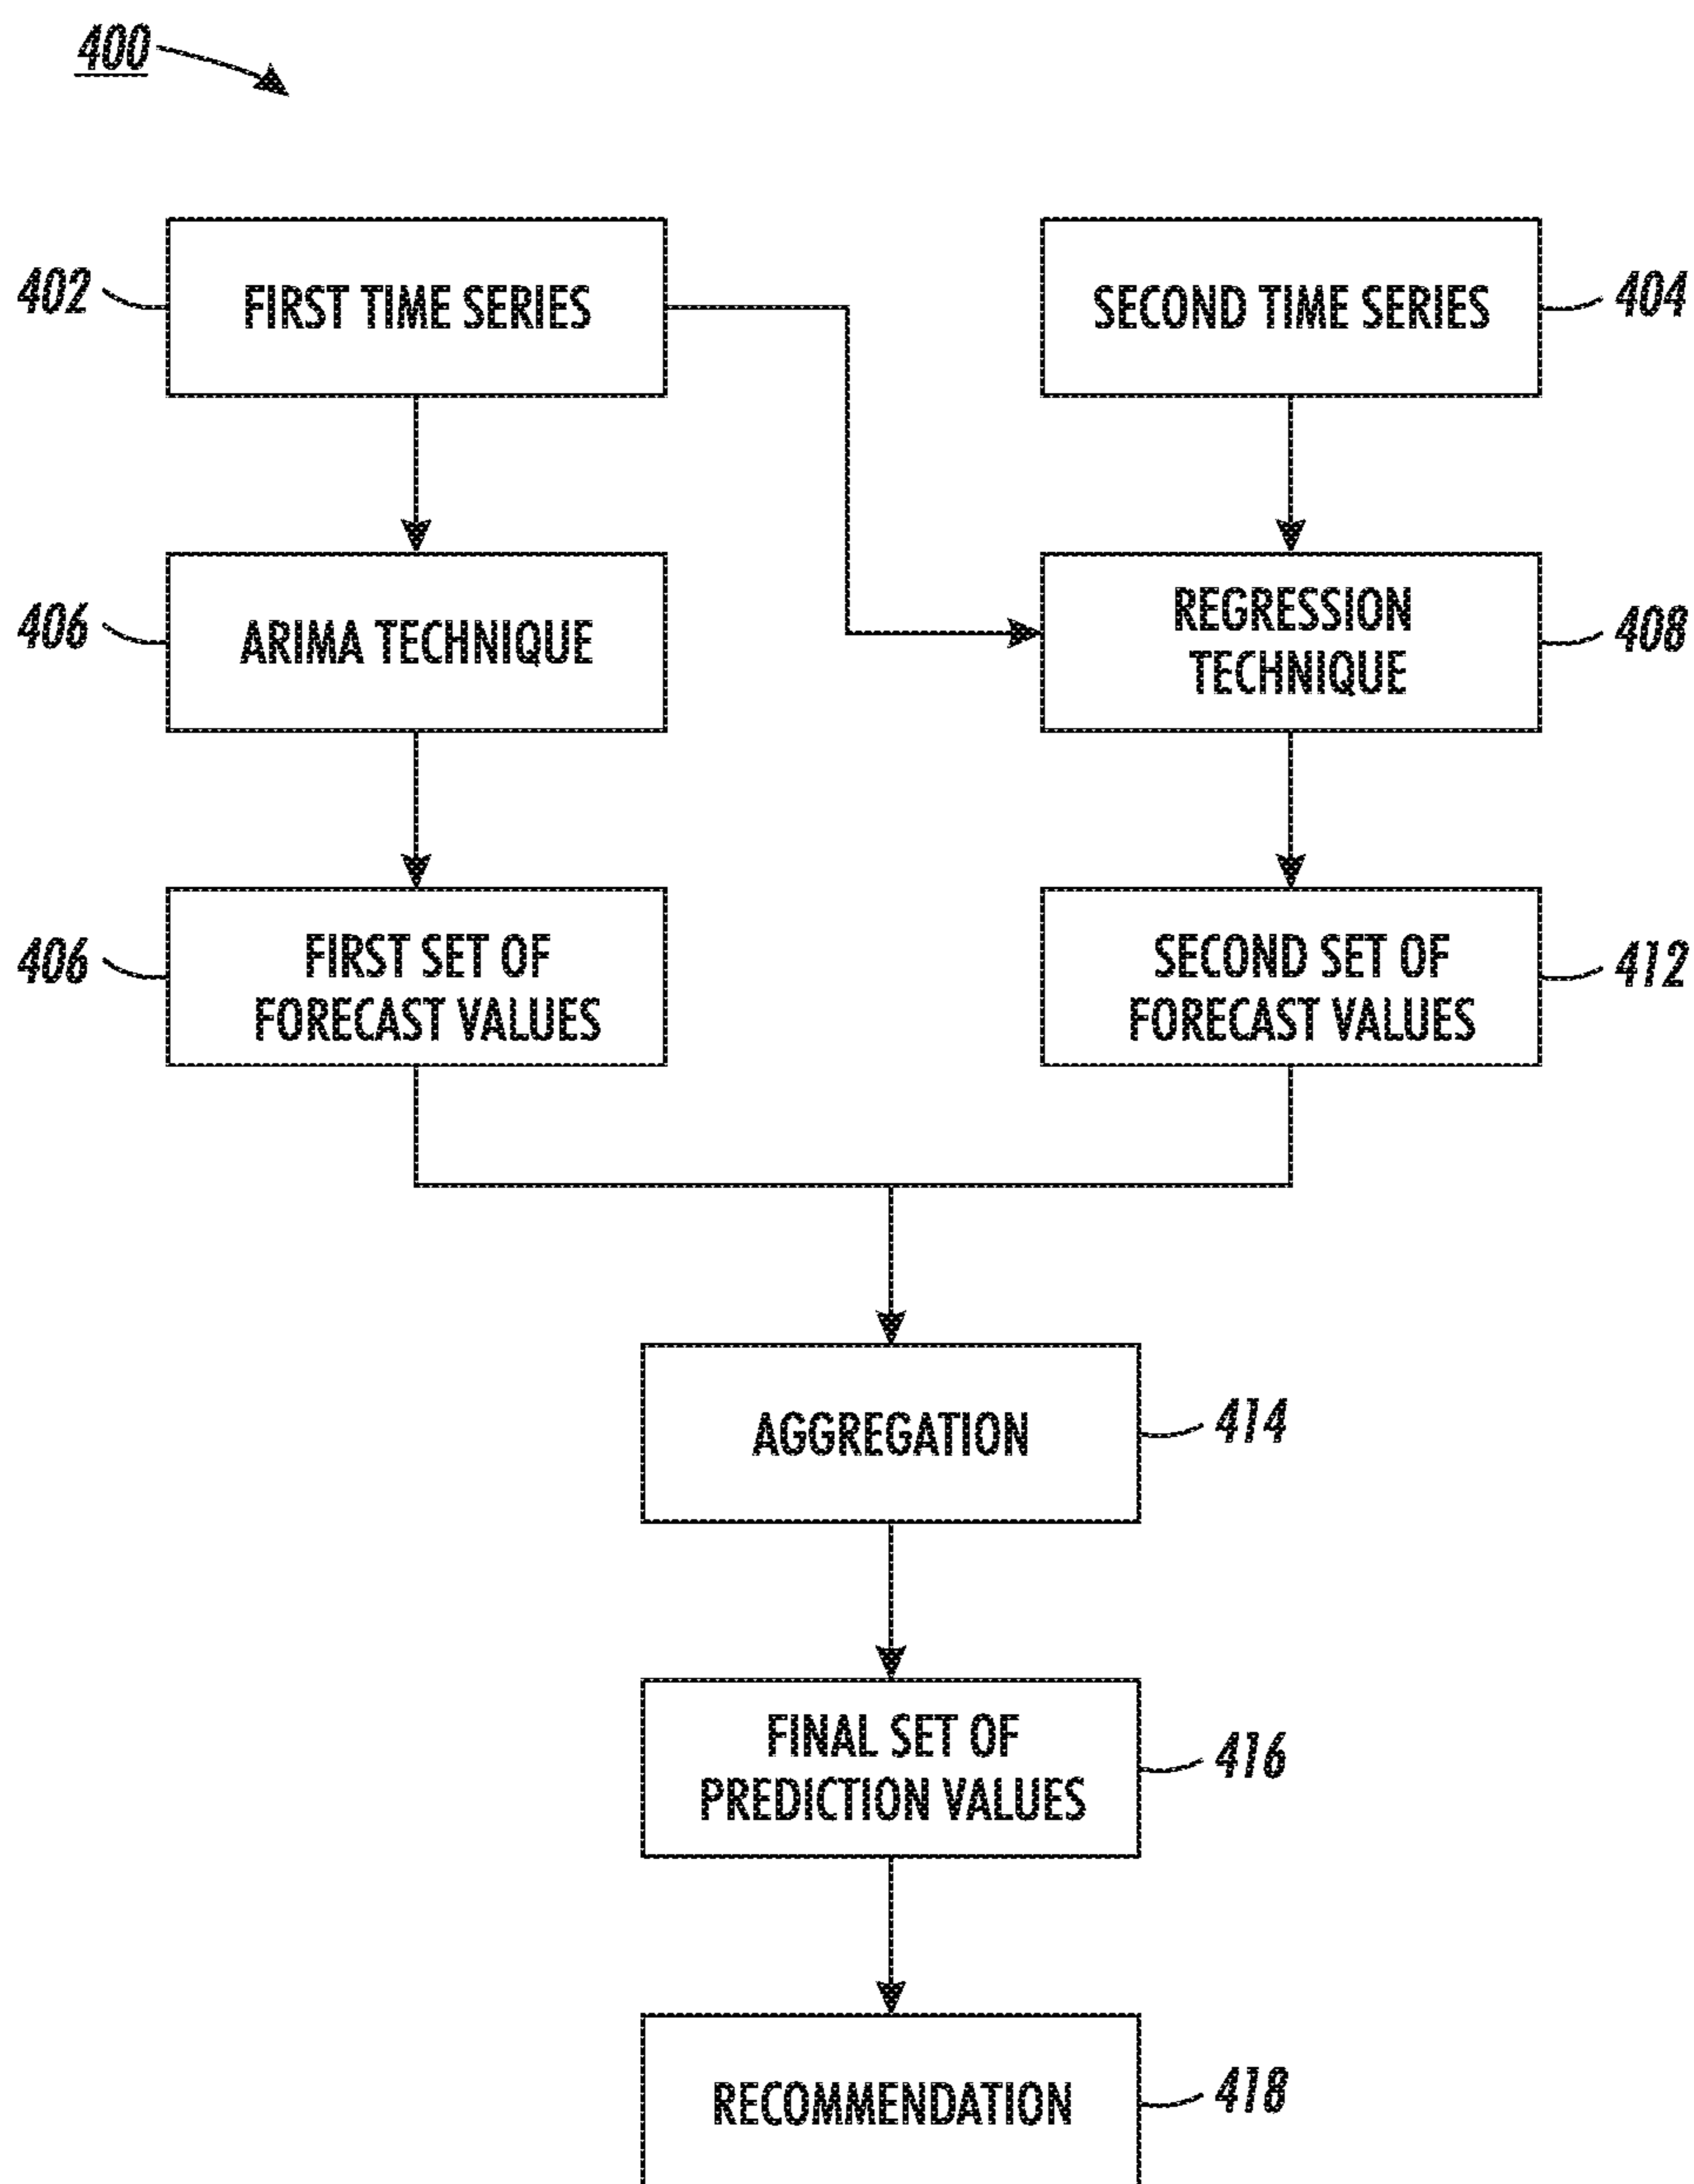 400
402
FIRST TIME SERIES
SECOND TIME SERIES
404
406
ARIMA TECHNIQUE
REGRESSION
TECHNIQUE
408
406
FIRST SET OF
FORECAST VALUES
SECOND SET OF
FORECAST VALUES
412
AGGREGATION
414
FINAL SET OF
PREDICTION VALUES
416
RECOMMENDATION
418